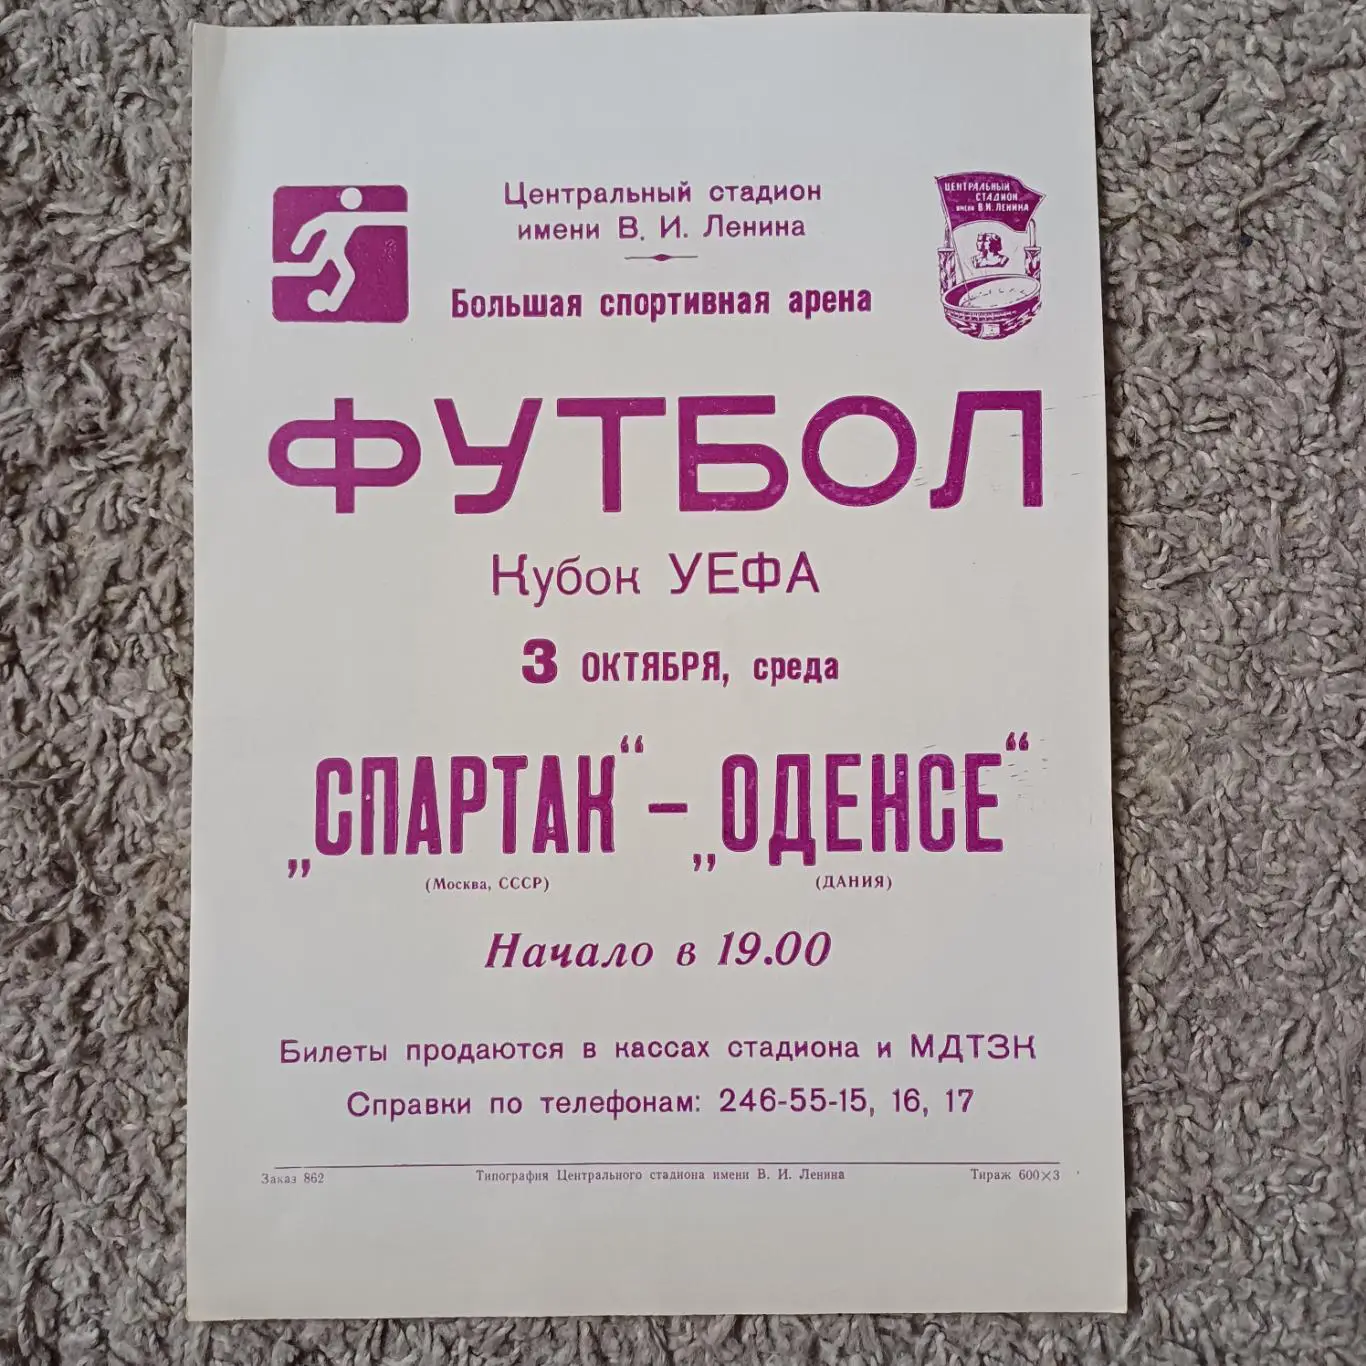 Центральный стадион
имени В. И. Ленина
ЦЕНТРАЛЬНЫЙ
СТАДИОН
ИМЕНИ В. И. ЛЕНИНА
Большая спортивная арена
ФУТБОЛ
Кубок УЕФА
3 ОКТЯБРЯ, среда
„СПАРТАК“ – „ОДЕНСЕ“
(Москва, СССР) (ДАНИЯ)
Начало в 19.00
Билеты продаются в кассах стадиона и МДТЗК
Справки по телефонам: 246-55-15, 16, 17
Заказ 862 Типография Центрального стадиона имени В. И. Ленина Тираж 600×3